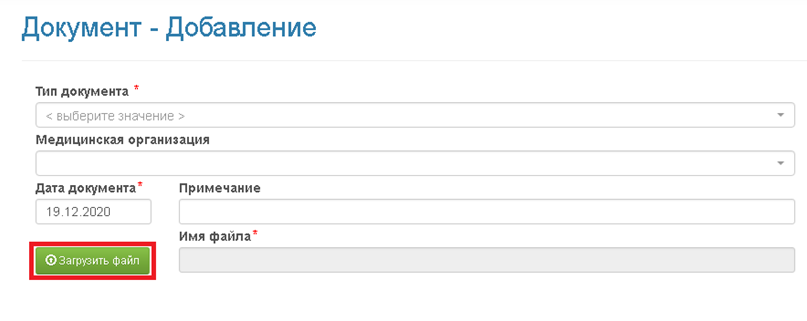 Документ - Добавление
Тип документа *
< выберите значение >
Медицинская организация
Дата документа*
Примечание
19.12.2020
Имя файла*
Загрузить файл